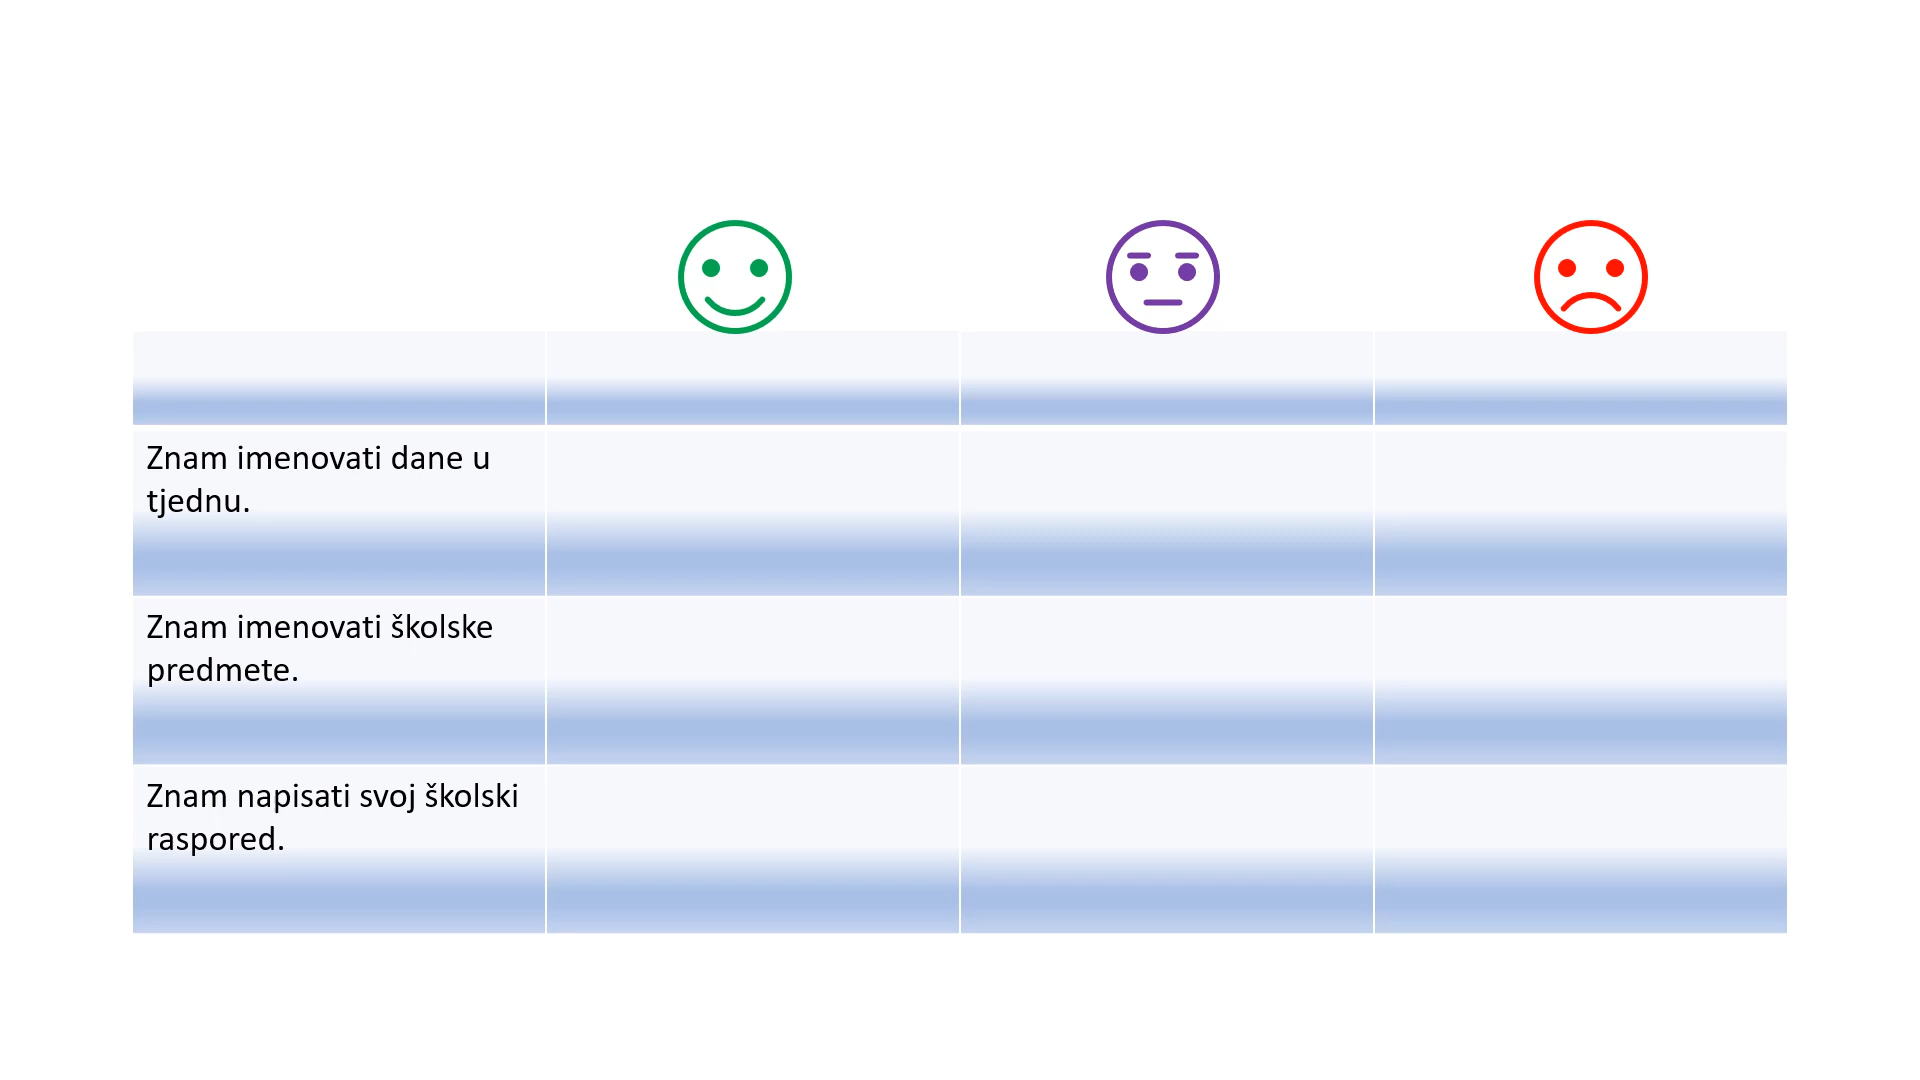 Znam imenovati dane u
tjednu.
Znam imenovati školske
predmete.
Znam napisati svoj školski
raspored.